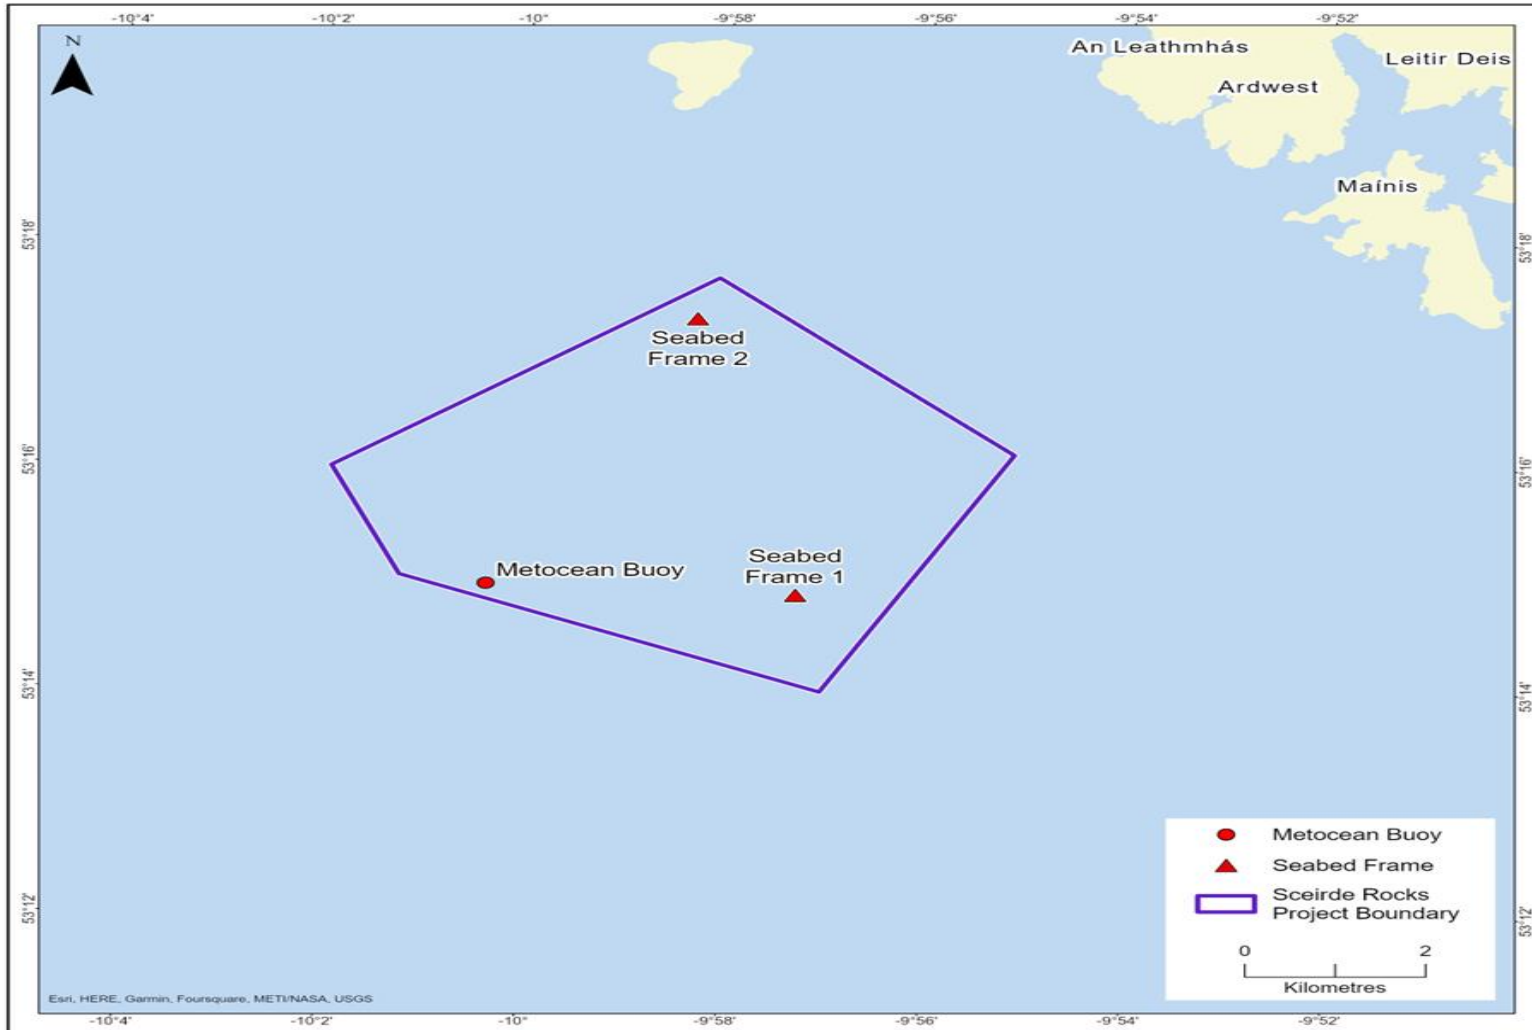 -10°4' -10°2' -10° -9°58' -9°56' -9°54' -9°52'
N
An Leathmhás
Leitir Deis
Ardwest
Maínis
53°18' 53°18'
Seabed
Frame 2
53°16' 53°16'
Seabed
Frame 1
Metocean Buoy
53°14' 53°14'
Metocean Buoy
Seabed Frame
Sceirde Rocks
Project Boundary
53°12' 53°12'
0 2
Kilometres
Esri, HERE, Garmin, Foursquare, METI/NASA, USGS
-10°4' -10°2' -10° -9°58' -9°56' -9°54' -9°52'